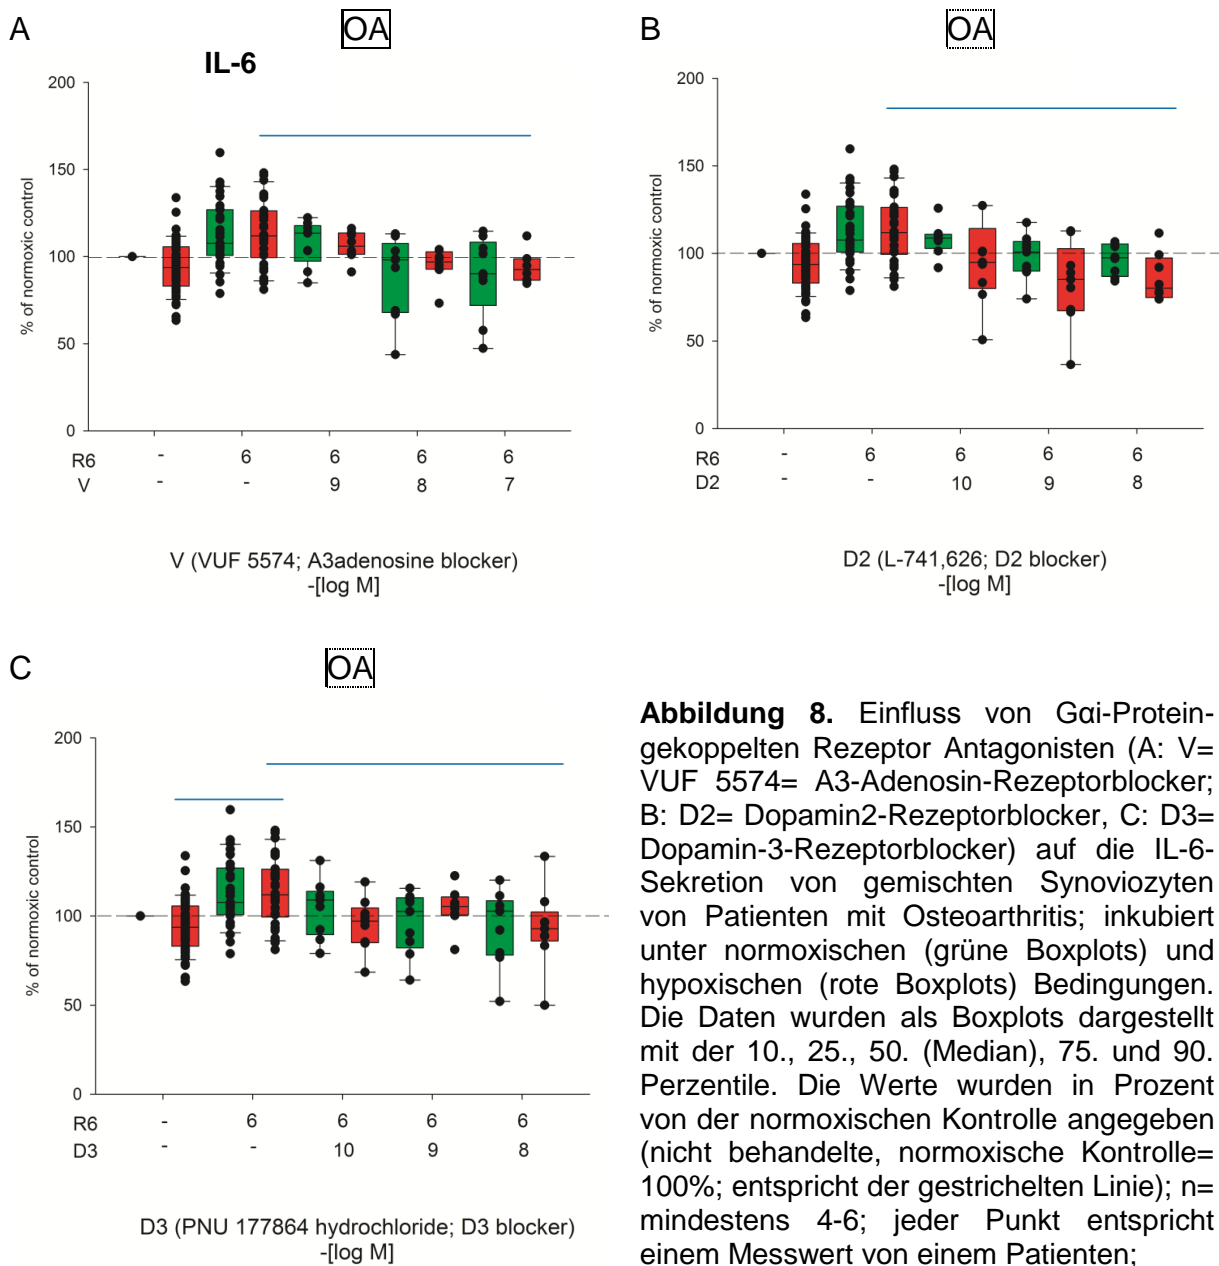 A
OA
IL-6
200
150
100
50
0
% of normoxic control
R6 - 6 6 6 6
V - - 9 8 7
V (VUF 5574; A3adenosine blocker)
-[log M]
B
OA
200
150
100
50
0
% of normoxic control
R6 - 6 6 6 6
D2 - - 10 9 8
D2 (L-741,626; D2 blocker)
-[log M]
C
OA
200
150
100
50
0
% of normoxic control
R6 - 6 6 6 6
D3 - - 10 9 8
D3 (PNU 177864 hydrochloride; D3 blocker)
-[log M]
Abbildung 8. Einfluss von Gαi-Protein-
gekoppelten Rezeptor Antagonisten (A: V=
VUF 5574= A3-Adenosin-Rezeptorblocker;
B: D2= Dopamin2-Rezeptorblocker, C: D3=
Dopamin-3-Rezeptorblocker) auf die IL-6-
Sekretion von gemischten Synoviozyten
von Patienten mit Osteoarthritis; inkubiert
unter normoxischen (grüne Boxplots) und
hypoxischen (rote Boxplots) Bedingungen.
Die Daten wurden als Boxplots dargestellt
mit der 10., 25., 50. (Median), 75. und 90.
Perzentile. Die Werte wurden in Prozent
von der normoxischen Kontrolle angegeben
(nicht behandelte, normoxische Kontrolle=
100%; entspricht der gestrichelten Linie); n=
mindestens 4-6; jeder Punkt entspricht
einem Messwert von einem Patienten;